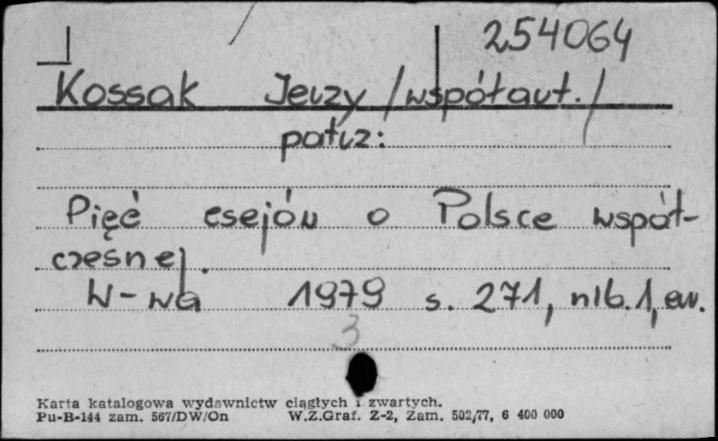 254064
Kossak Jerzy /współaut./
patrz:
Pięć esejów o Polsce współ-
czesnej.
W-wa 1979 s. 271, nlb. 1, err.
3
Karta katalogowa wydawnictw ciągłych i zwartych.
Pu-B-144 zam. 567/DW/On W.Z.Graf. Z-2, Zam. 502/77, 6 400 000